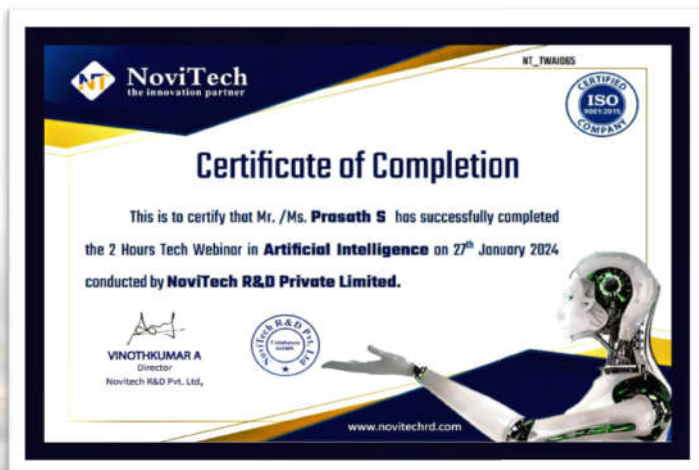 NT_TWAI065
NT
NoviTech
the innovation partner
CERTIFIED
ISO
9001:2015
COMPANY
Certificate of Completion
This is to certify that Mr. /Ms. Prasath S has successfully completed
the 2 Hours Tech Webinar in Artificial Intelligence on 27th January 2024
conducted by NoviTech R&D Private Limited.
NoviTech R&D Pvt. Ltd
VINOTHKUMAR A
Director
Novitech R&D Pvt. Ltd,
www.novitechrd.com